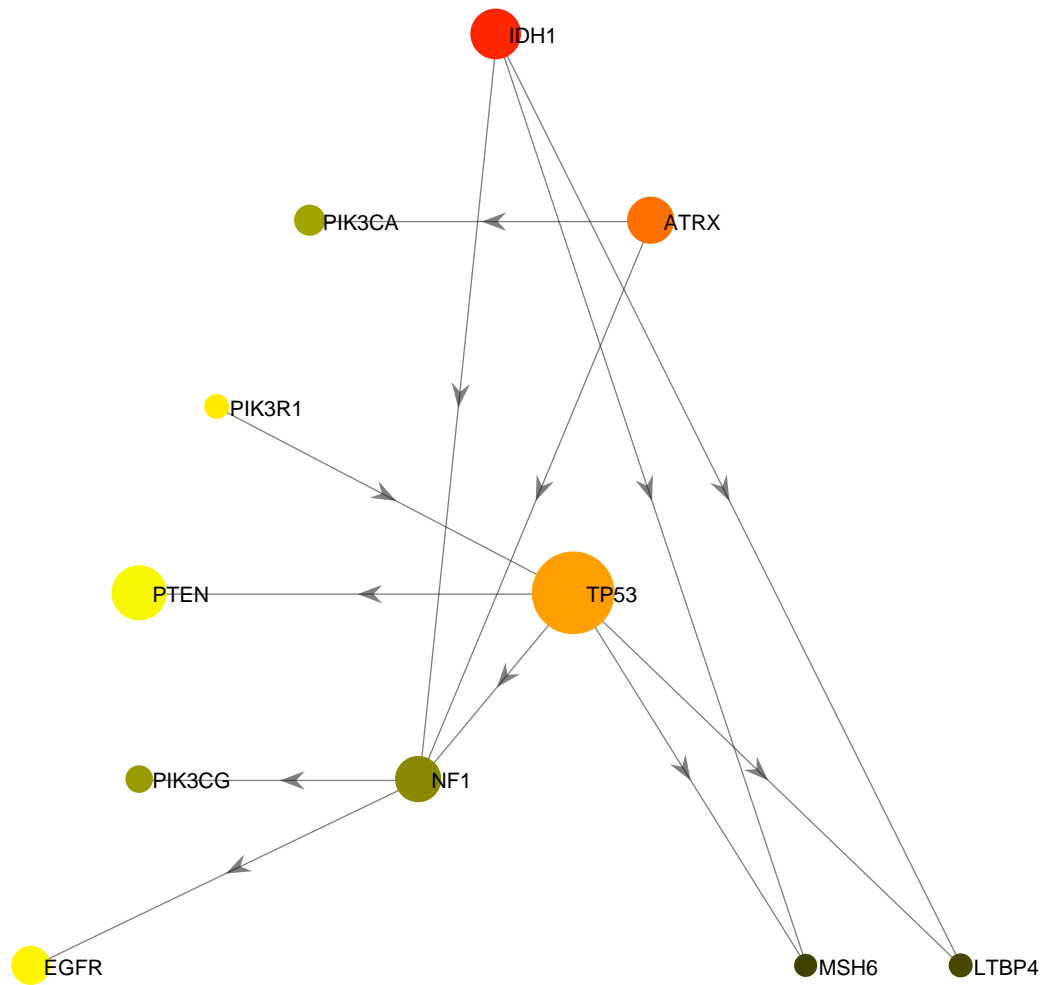 IDH1
PIK3CA
ATRX
PIK3R1
PTEN
TP53
PIK3CG
NF1
EGFR
MSH6
LTBP4